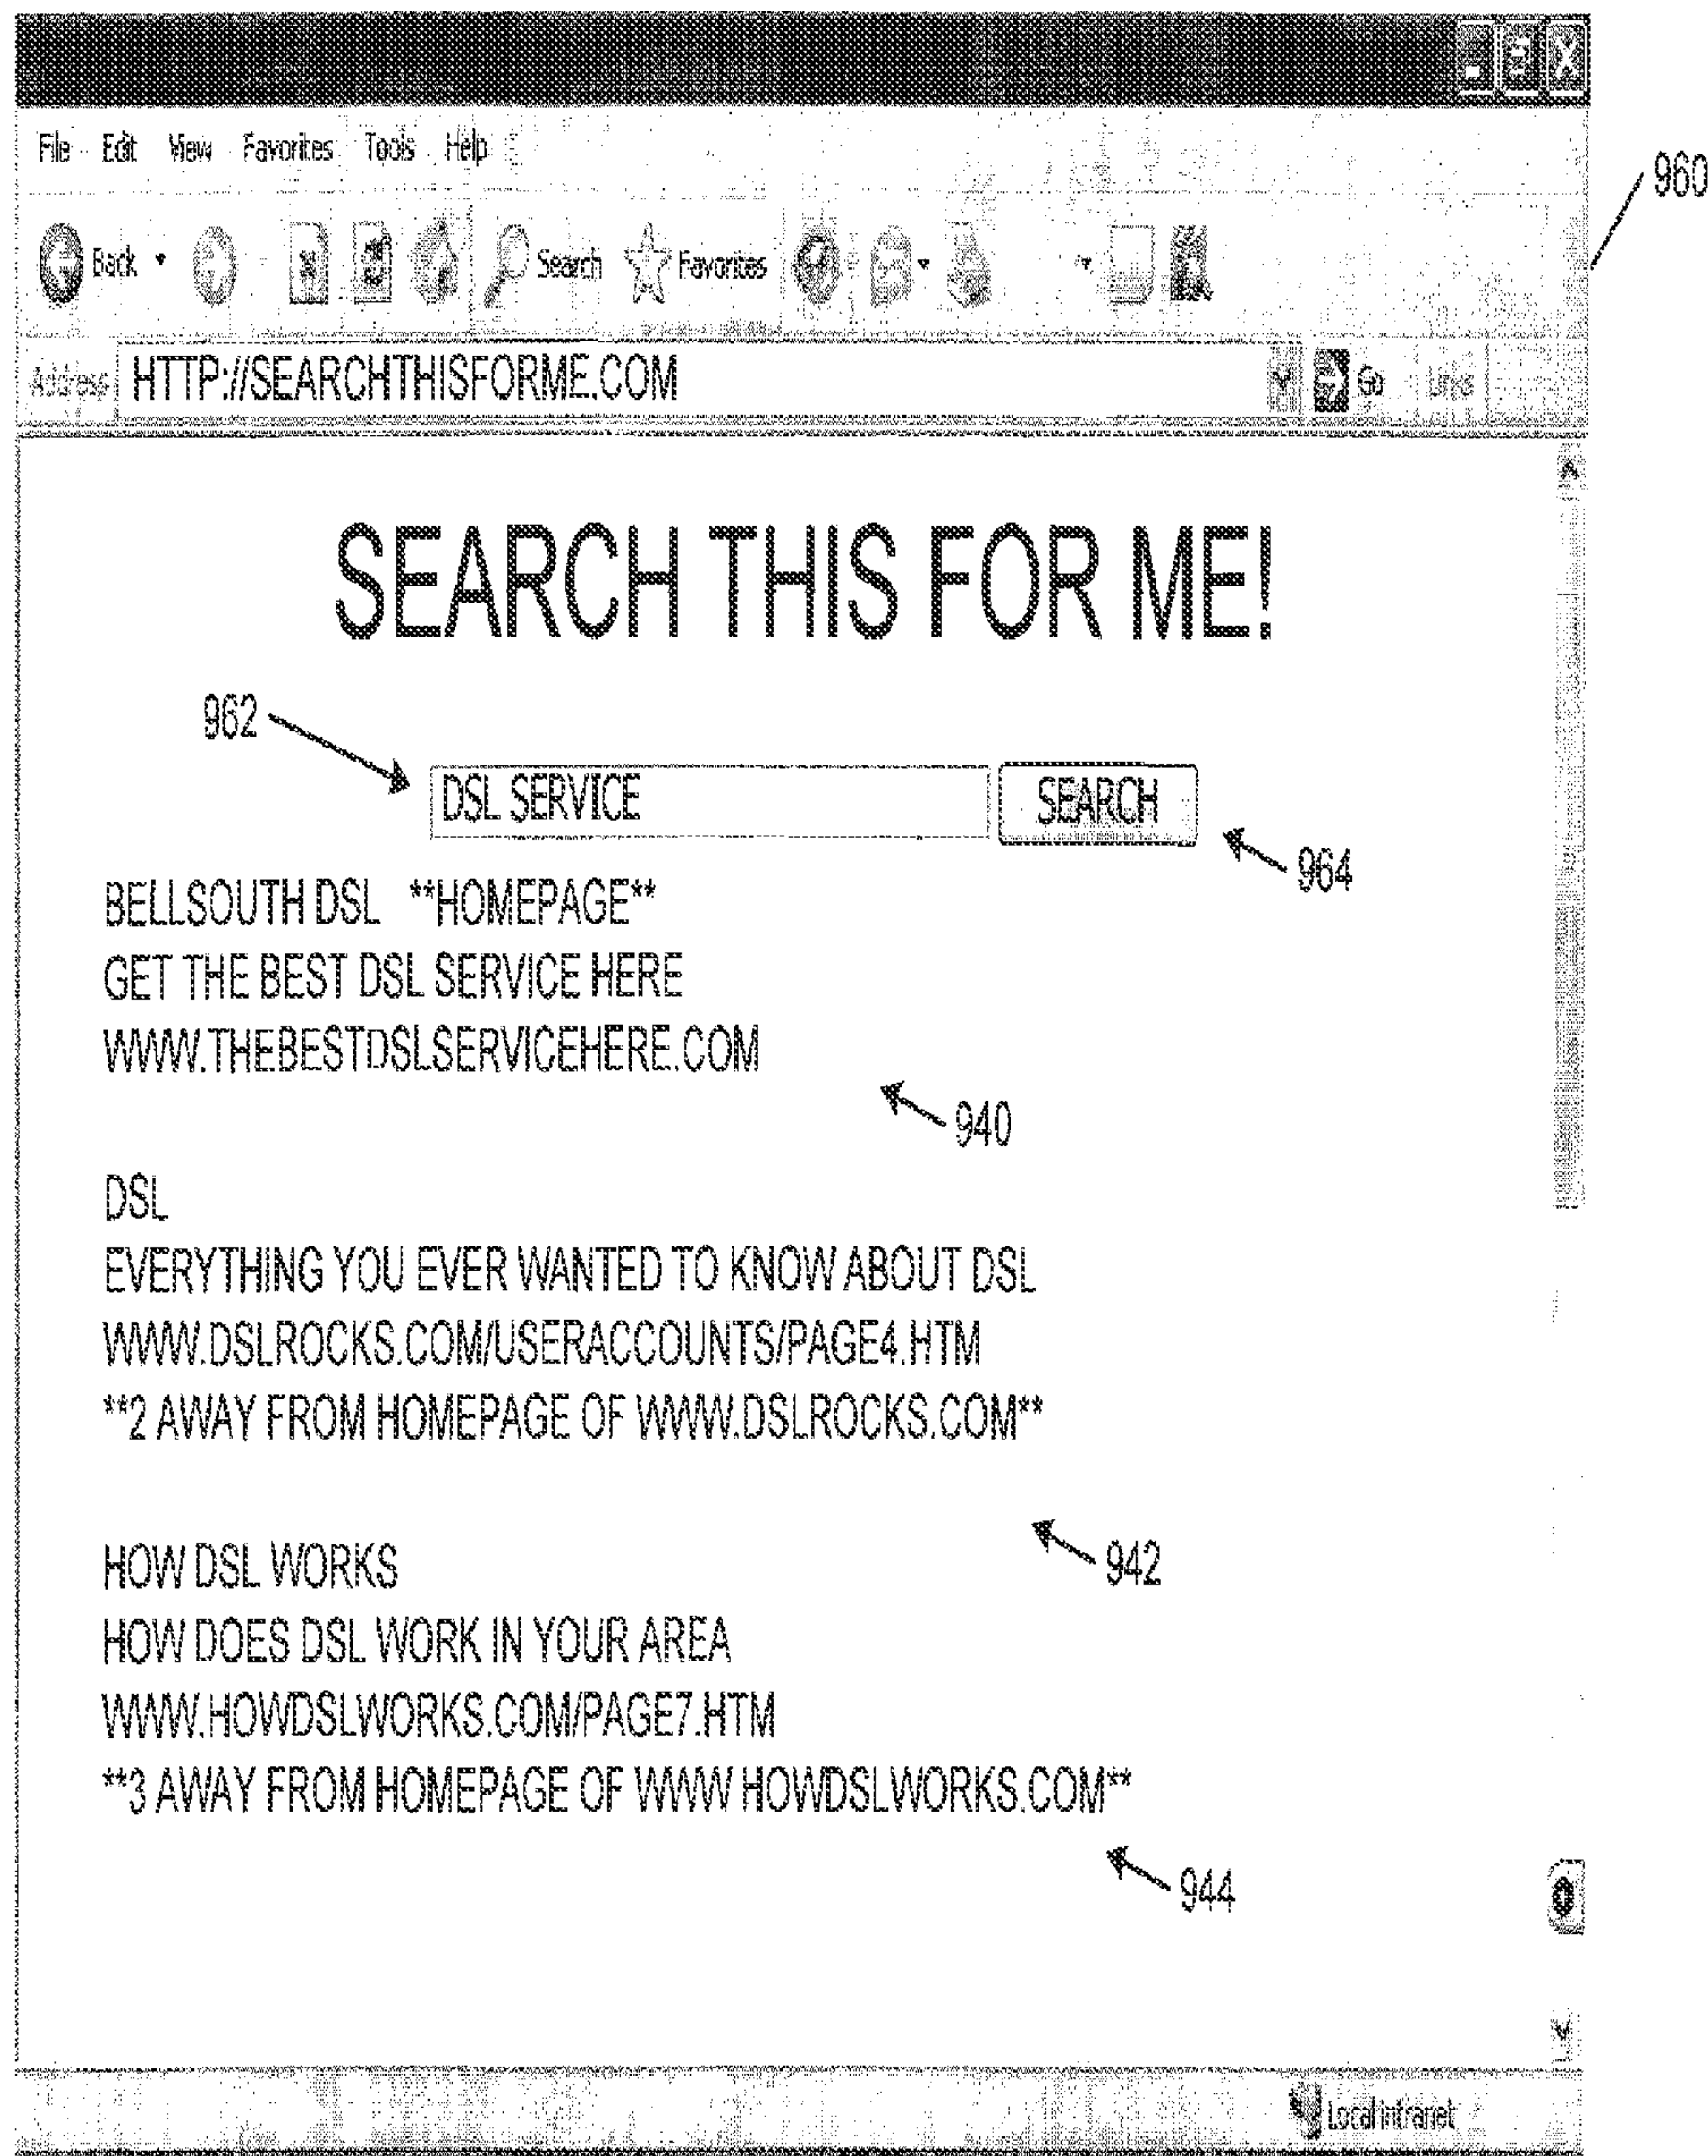 File Edit View Favorites Tools Help
960
Back Search Favorites
Address HTTP://SEARCHTHISFORME.COM Go Links
SEARCH THIS FOR ME!
962
DSL SERVICE SEARCH
964
BELLSOUTH DSL **HOMEPAGE**
GET THE BEST DSL SERVICE HERE
WWW.THEBESTDSLSERVICEHERE.COM
940
DSL
EVERYTHING YOU EVER WANTED TO KNOW ABOUT DSL
WWW.DSLROCKS.COM/USERACCOUNTS/PAGE4.HTM
**2 AWAY FROM HOMEPAGE OF WWW.DSLROCKS.COM**
942
HOW DSL WORKS
HOW DOES DSL WORK IN YOUR AREA
WWW.HOWDSLWORKS.COM/PAGE7.HTM
**3 AWAY FROM HOMEPAGE OF WWW HOWDSLWORKS.COM**
944
Local intranet